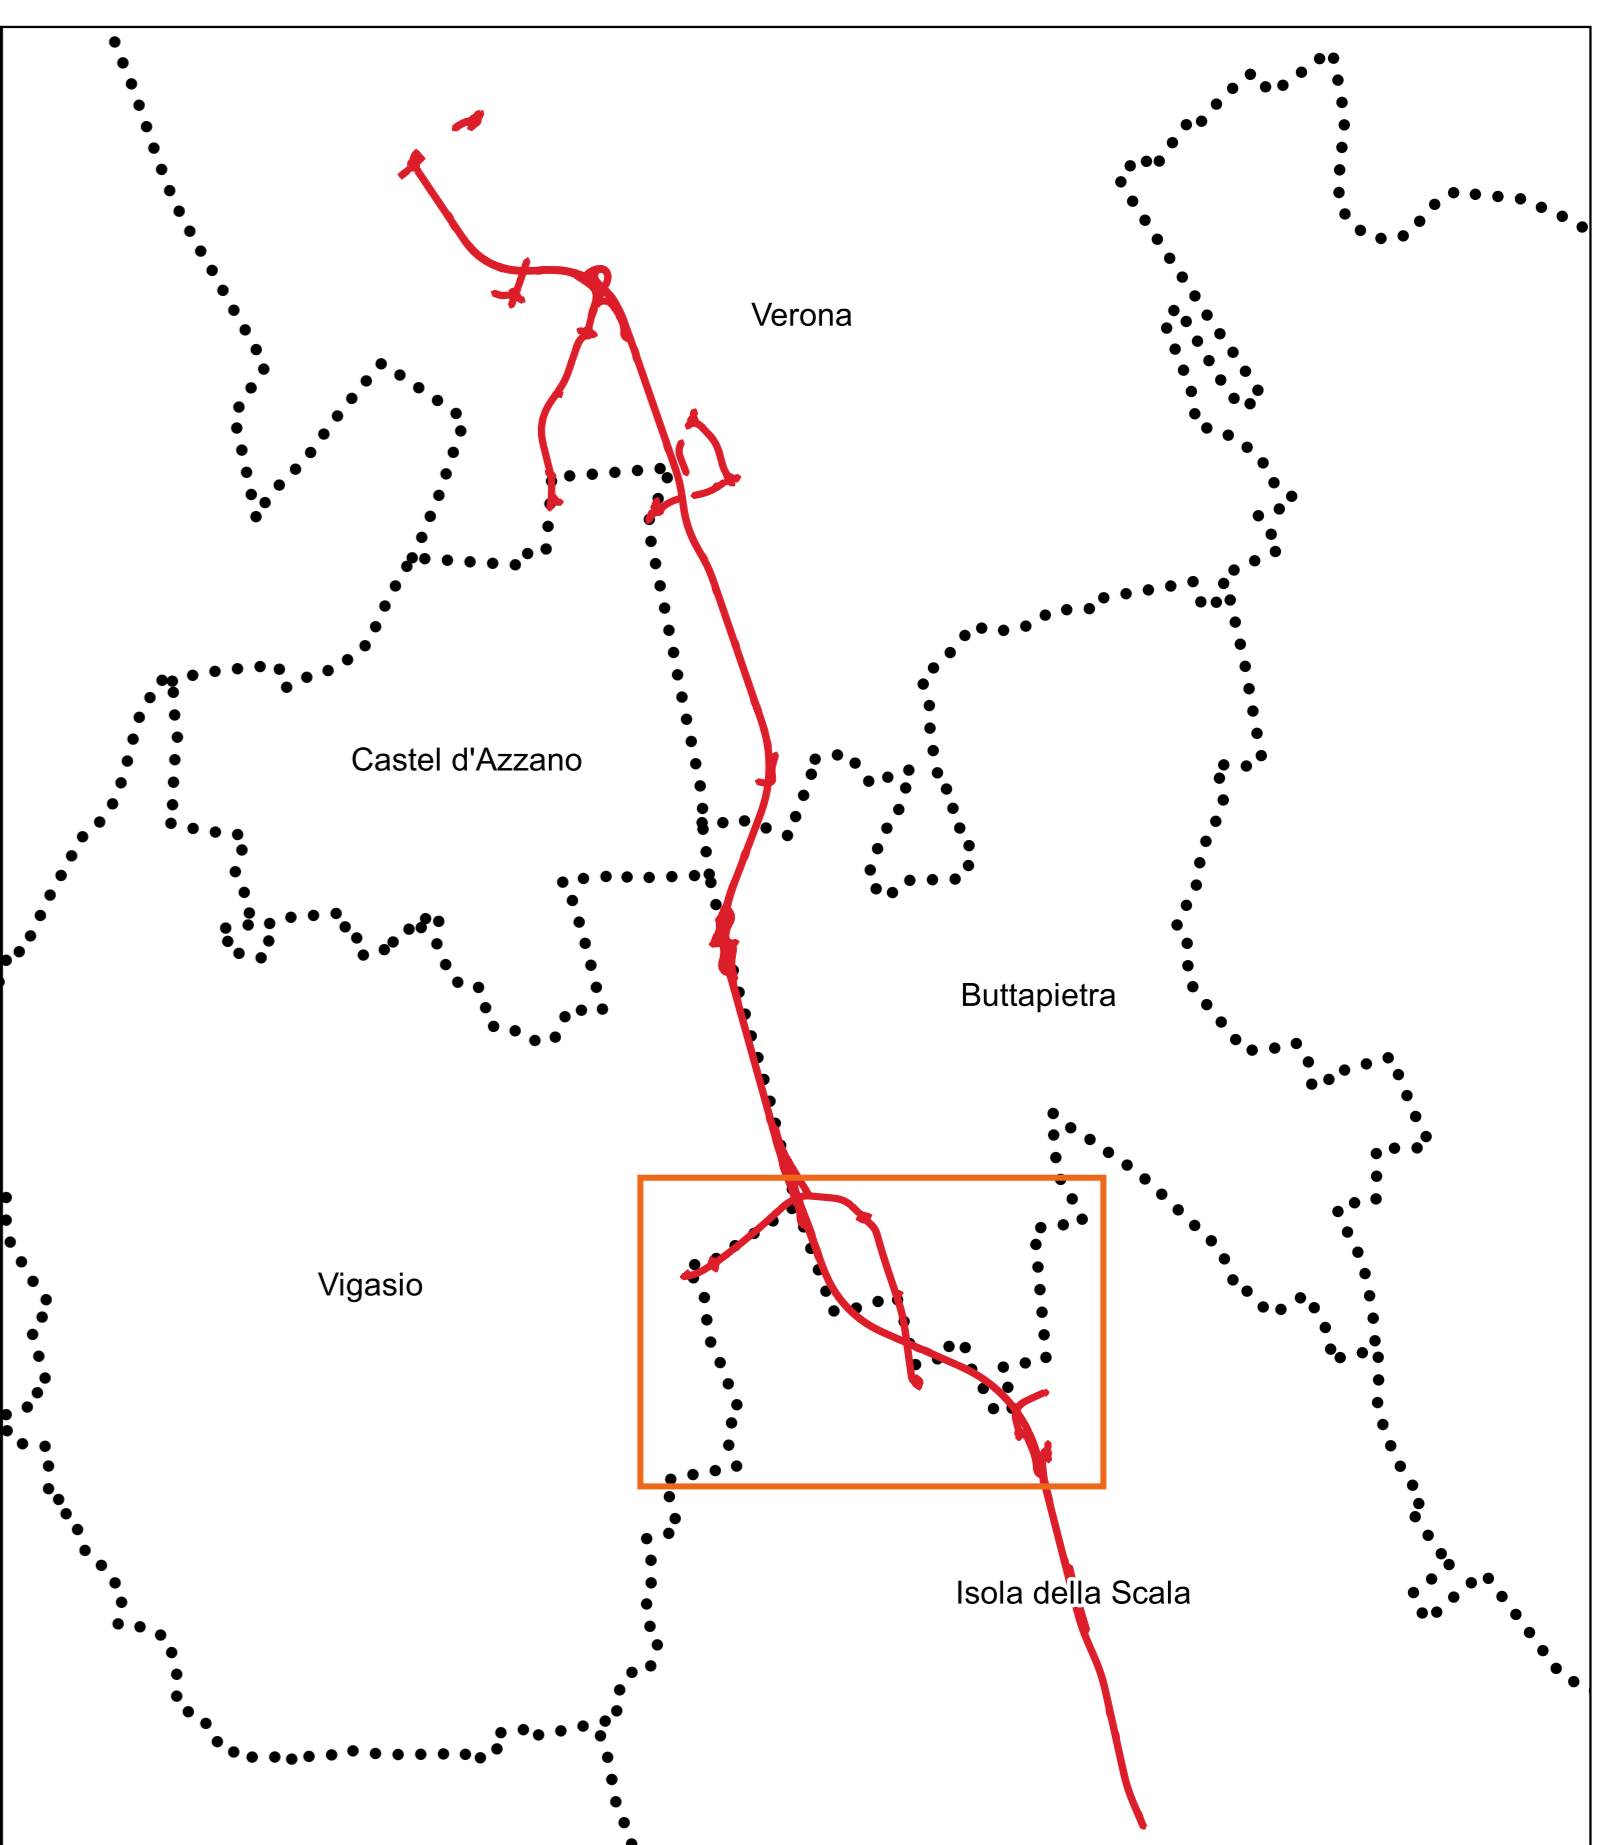 Verona
Castel d'Azzano
Buttapietra
Vigasio
Isola della Scala